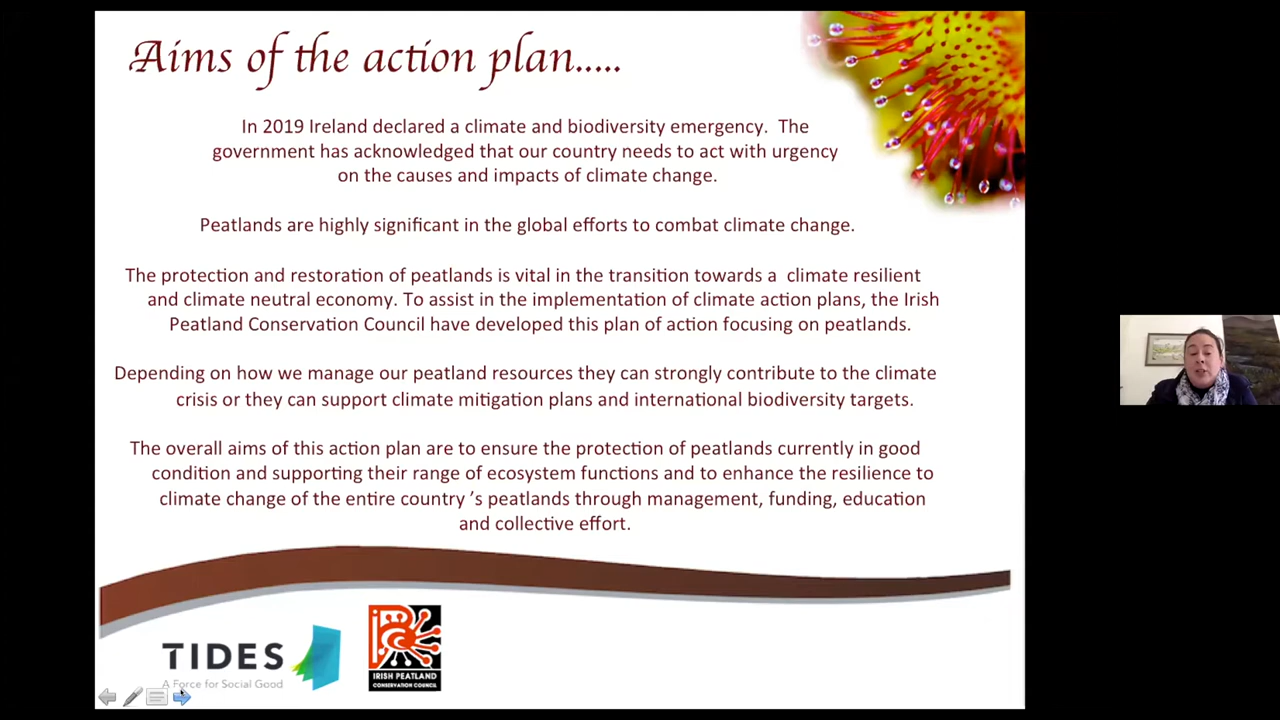 Aims of the action plan.....
In 2019 Ireland declared a climate and biodiversity emergency. The
government has acknowledged that our country needs to act with urgency
on the causes and impacts of climate change.
Peatlands are highly significant in the global efforts to combat climate change.
The protection and restoration of peatlands is vital in the transition towards a climate resilient
and climate neutral economy. To assist in the implementation of climate action plans, the Irish
Peatland Conservation Council have developed this plan of action focusing on peatlands.
Depending on how we manage our peatland resources they can strongly contribute to the climate
crisis or they can support climate mitigation plans and international biodiversity targets.
The overall aims of this action plan are to ensure the protection of peatlands currently in good
condition and supporting their range of ecosystem functions and to enhance the resilience to
climate change of the entire country ’s peatlands through management, funding, education
and collective effort.
TIDES
A Force for Social Good
IRISH PEATLAND
CONSERVATION COUNCIL